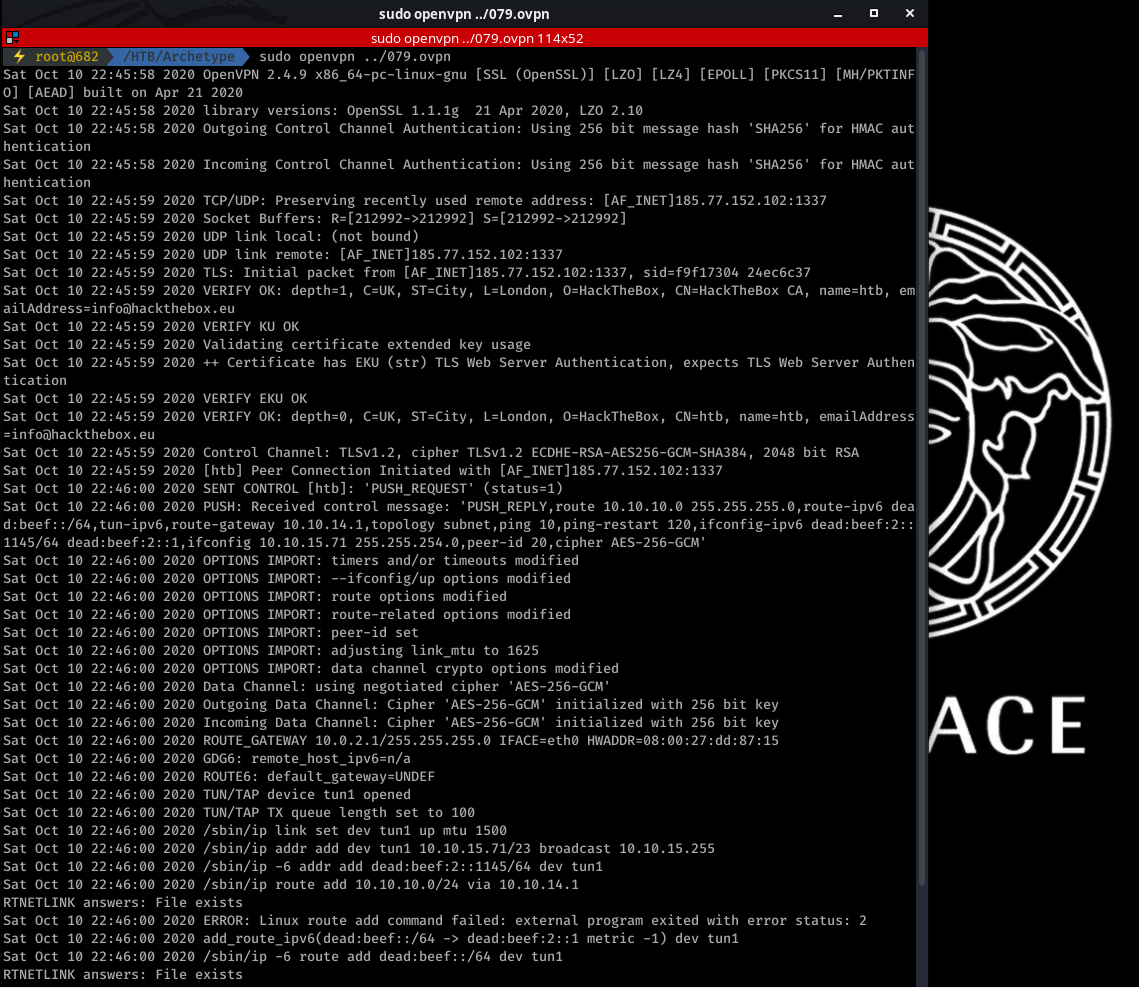 sudo openvpn ../079.ovpn
sudo openvpn ../079.ovpn 114x52
root@682 /HTB/Archetype sudo openvpn ../079.ovpn
Sat Oct 10 22:45:58 2020 OpenVPN 2.4.9 x86_64-pc-linux-gnu [SSL (OpenSSL)] [LZO] [LZ4] [EPOLL] [PKCS11] [MH/PKTINF
O] [AEAD] built on Apr 21 2020
Sat Oct 10 22:45:58 2020 library versions: OpenSSL 1.1.1g  21 Apr 2020, LZO 2.10
Sat Oct 10 22:45:58 2020 Outgoing Control Channel Authentication: Using 256 bit message hash 'SHA256' for HMAC aut
hentication
Sat Oct 10 22:45:58 2020 Incoming Control Channel Authentication: Using 256 bit message hash 'SHA256' for HMAC aut
hentication
Sat Oct 10 22:45:59 2020 TCP/UDP: Preserving recently used remote address: [AF_INET]185.77.152.102:1337
Sat Oct 10 22:45:59 2020 Socket Buffers: R=[212992->212992] S=[212992->212992]
Sat Oct 10 22:45:59 2020 UDP link local: (not bound)
Sat Oct 10 22:45:59 2020 UDP link remote: [AF_INET]185.77.152.102:1337
Sat Oct 10 22:45:59 2020 TLS: Initial packet from [AF_INET]185.77.152.102:1337, sid=f9f17304 24ec6c37
Sat Oct 10 22:45:59 2020 VERIFY OK: depth=1, C=UK, ST=City, L=London, O=HackTheBox, CN=HackTheBox CA, name=htb, em
ailAddress=info@hackthebox.eu
Sat Oct 10 22:45:59 2020 VERIFY KU OK
Sat Oct 10 22:45:59 2020 Validating certificate extended key usage
Sat Oct 10 22:45:59 2020 ++ Certificate has EKU (str) TLS Web Server Authentication, expects TLS Web Server Authen
tication
Sat Oct 10 22:45:59 2020 VERIFY EKU OK
Sat Oct 10 22:45:59 2020 VERIFY OK: depth=0, C=UK, ST=City, L=London, O=HackTheBox, CN=htb, name=htb, emailAddress
=info@hackthebox.eu
Sat Oct 10 22:45:59 2020 Control Channel: TLSv1.2, cipher TLSv1.2 ECDHE-RSA-AES256-GCM-SHA384, 2048 bit RSA
Sat Oct 10 22:45:59 2020 [htb] Peer Connection Initiated with [AF_INET]185.77.152.102:1337
Sat Oct 10 22:46:00 2020 SENT CONTROL [htb]: 'PUSH_REQUEST' (status=1)
Sat Oct 10 22:46:00 2020 PUSH: Received control message: 'PUSH_REPLY,route 10.10.10.0 255.255.255.0,route-ipv6 dea
d:beef::/64,tun-ipv6,route-gateway 10.10.14.1,topology subnet,ping 10,ping-restart 120,ifconfig-ipv6 dead:beef:2::
1145/64 dead:beef:2::1,ifconfig 10.10.15.71 255.255.254.0,peer-id 20,cipher AES-256-GCM'
Sat Oct 10 22:46:00 2020 OPTIONS IMPORT: timers and/or timeouts modified
Sat Oct 10 22:46:00 2020 OPTIONS IMPORT: --ifconfig/up options modified
Sat Oct 10 22:46:00 2020 OPTIONS IMPORT: route options modified
Sat Oct 10 22:46:00 2020 OPTIONS IMPORT: route-related options modified
Sat Oct 10 22:46:00 2020 OPTIONS IMPORT: peer-id set
Sat Oct 10 22:46:00 2020 OPTIONS IMPORT: adjusting link_mtu to 1625
Sat Oct 10 22:46:00 2020 OPTIONS IMPORT: data channel crypto options modified
Sat Oct 10 22:46:00 2020 Data Channel: using negotiated cipher 'AES-256-GCM'
Sat Oct 10 22:46:00 2020 Outgoing Data Channel: Cipher 'AES-256-GCM' initialized with 256 bit key
Sat Oct 10 22:46:00 2020 Incoming Data Channel: Cipher 'AES-256-GCM' initialized with 256 bit key
Sat Oct 10 22:46:00 2020 ROUTE_GATEWAY 10.0.2.1/255.255.255.0 IFACE=eth0 HWADDR=08:00:27:dd:87:15
Sat Oct 10 22:46:00 2020 GDG6: remote_host_ipv6=n/a
Sat Oct 10 22:46:00 2020 ROUTE6: default_gateway=UNDEF
Sat Oct 10 22:46:00 2020 TUN/TAP device tun1 opened
Sat Oct 10 22:46:00 2020 TUN/TAP TX queue length set to 100
Sat Oct 10 22:46:00 2020 /sbin/ip link set dev tun1 up mtu 1500
Sat Oct 10 22:46:00 2020 /sbin/ip addr add dev tun1 10.10.15.71/23 broadcast 10.10.15.255
Sat Oct 10 22:46:00 2020 /sbin/ip -6 addr add dead:beef:2::1145/64 dev tun1
Sat Oct 10 22:46:00 2020 /sbin/ip route add 10.10.10.0/24 via 10.10.14.1
RTNETLINK answers: File exists
Sat Oct 10 22:46:00 2020 ERROR: Linux route add command failed: external program exited with error status: 2
Sat Oct 10 22:46:00 2020 add_route_ipv6(dead:beef::/64 -> dead:beef:2::1 metric -1) dev tun1
Sat Oct 10 22:46:00 2020 /sbin/ip -6 route add dead:beef::/64 dev tun1
RTNETLINK answers: File exists
ACE